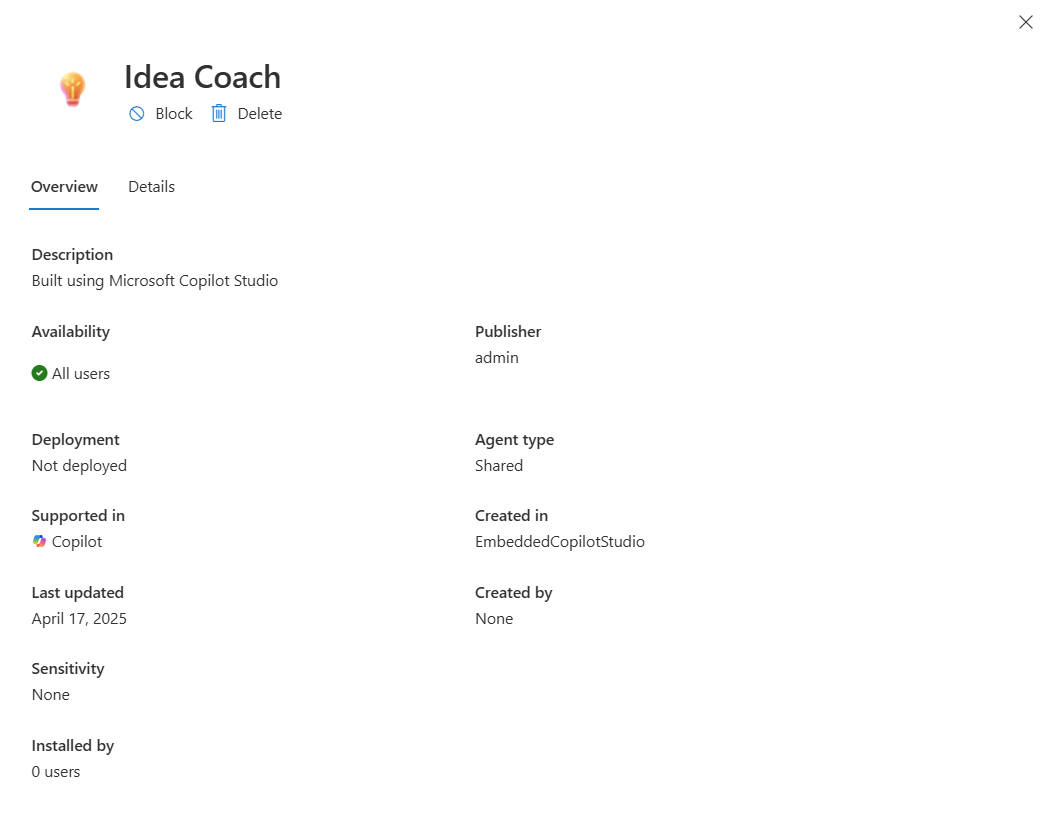 Idea Coach
Block Delete
Overview Details
Description
Built using Microsoft Copilot Studio
Availability Publisher
admin
All users
Deployment Agent type
Not deployed Shared
Supported in Created in
Copilot EmbeddedCopilotStudio
Last updated Created by
April 17, 2025 None
Sensitivity
None
Installed by
0 users